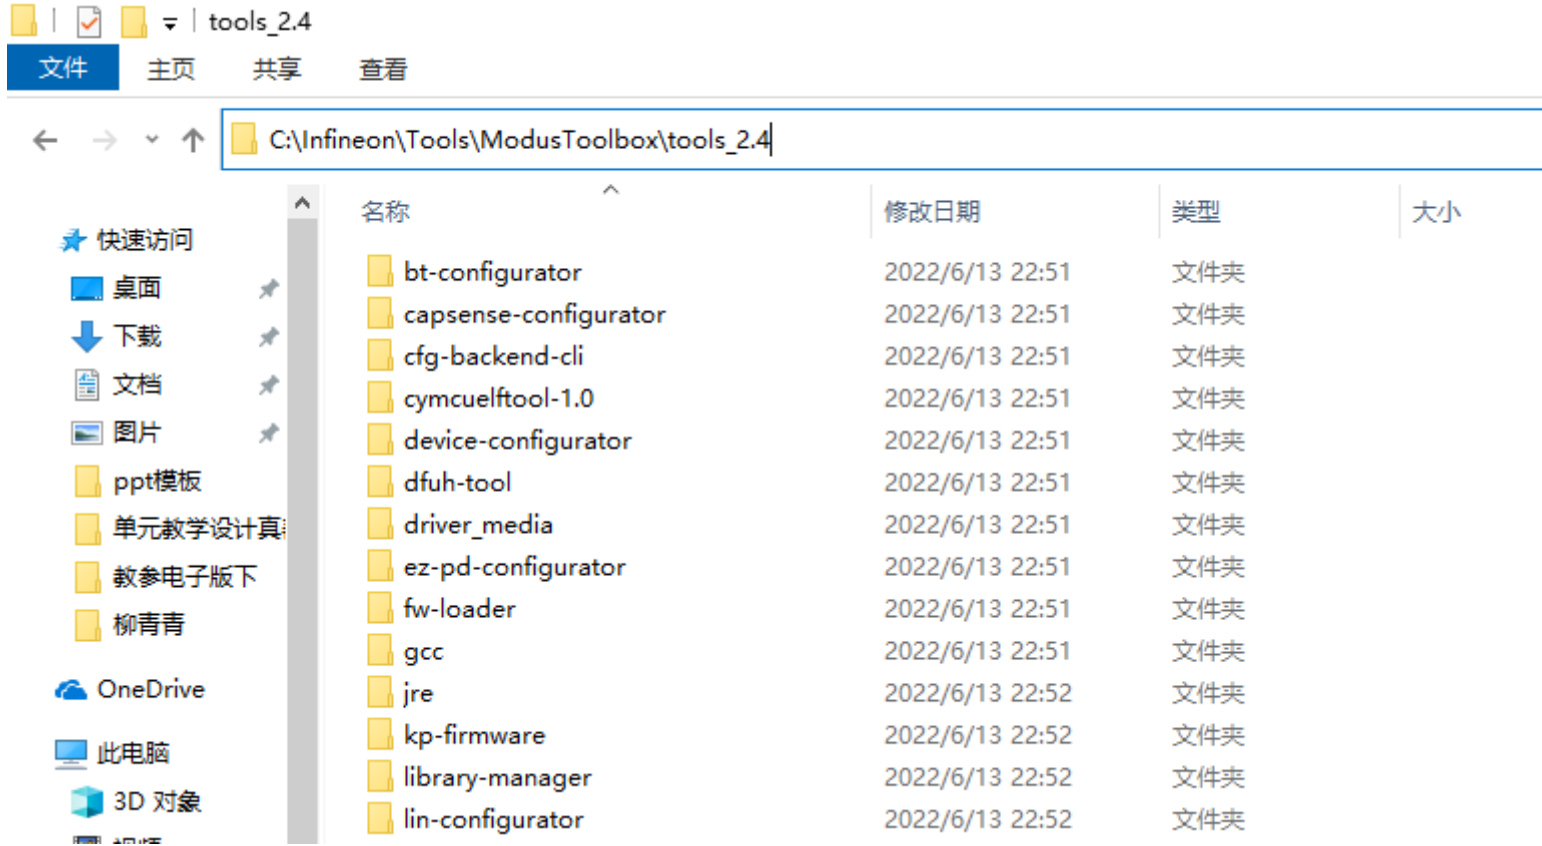 tools_2.4
文件 主页 共享 查看
C:\Infineon\Tools\ModusToolbox\tools_2.4
名称 修改日期 类型 大小
快速访问
桌面
下载
文档
图片
ppt模板
单元教学设计真
教参电子版下
柳青青
OneDrive
此电脑
3D 对象
视频
bt-configurator 2022/6/13 22:51 文件夹
capsense-configurator 2022/6/13 22:51 文件夹
cfg-backend-cli 2022/6/13 22:51 文件夹
cymcuelftool-1.0 2022/6/13 22:51 文件夹
device-configurator 2022/6/13 22:51 文件夹
dfuh-tool 2022/6/13 22:51 文件夹
driver_media 2022/6/13 22:51 文件夹
ez-pd-configurator 2022/6/13 22:51 文件夹
fw-loader 2022/6/13 22:51 文件夹
gcc 2022/6/13 22:51 文件夹
jre 2022/6/13 22:52 文件夹
kp-firmware 2022/6/13 22:52 文件夹
library-manager 2022/6/13 22:52 文件夹
lin-configurator 2022/6/13 22:52 文件夹